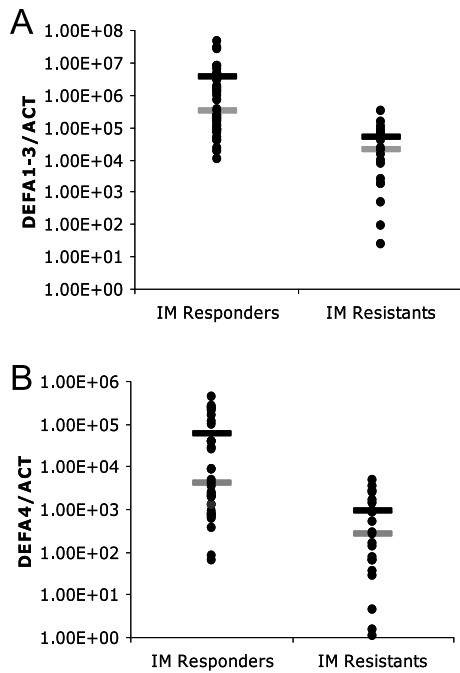 A
DEFA1-3/ACT
1.00E+08
1.00E+07
1.00E+06
1.00E+05
1.00E+04
1.00E+03
1.00E+02
1.00E+01
1.00E+00
IM Responders IM Resistants
B
DEFA4/ACT
1.00E+06
1.00E+05
1.00E+04
1.00E+03
1.00E+02
1.00E+01
1.00E+00
IM Responders IM Resistants